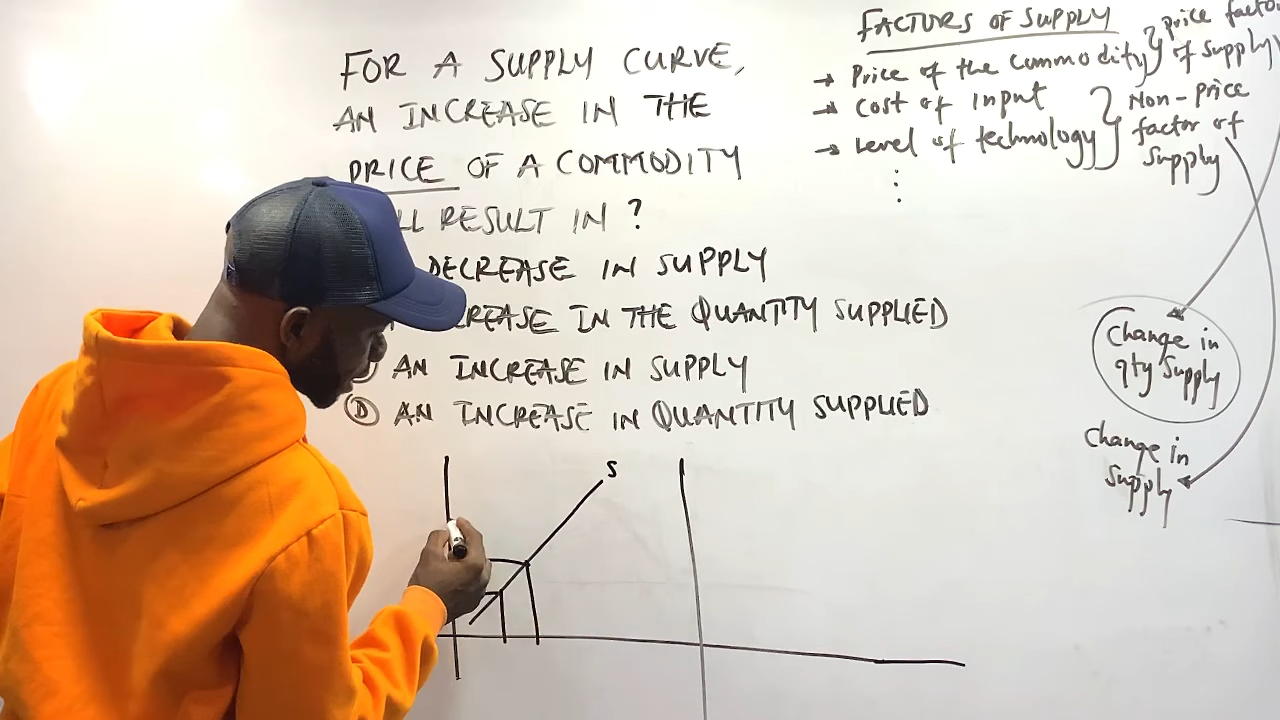 FOR A SUPPLY CURVE,
AN INCREASE IN THE
PRICE OF A COMMODITY
LL RESULT IN ?
DECREASE IN SUPPLY
REASE IN THE QUANTITY SUPPLIED
AN INCREASE IN SUPPLY
D AN INCREASE IN QUANTITY SUPPLIED
S
FACTORS OF SUPPLY
→ Price of the commodity } price factor
of supply
→ Cost of input
→ Level of technology } Non-price
factor of
supply
⋮
Change in
qty supply
Change in
supply